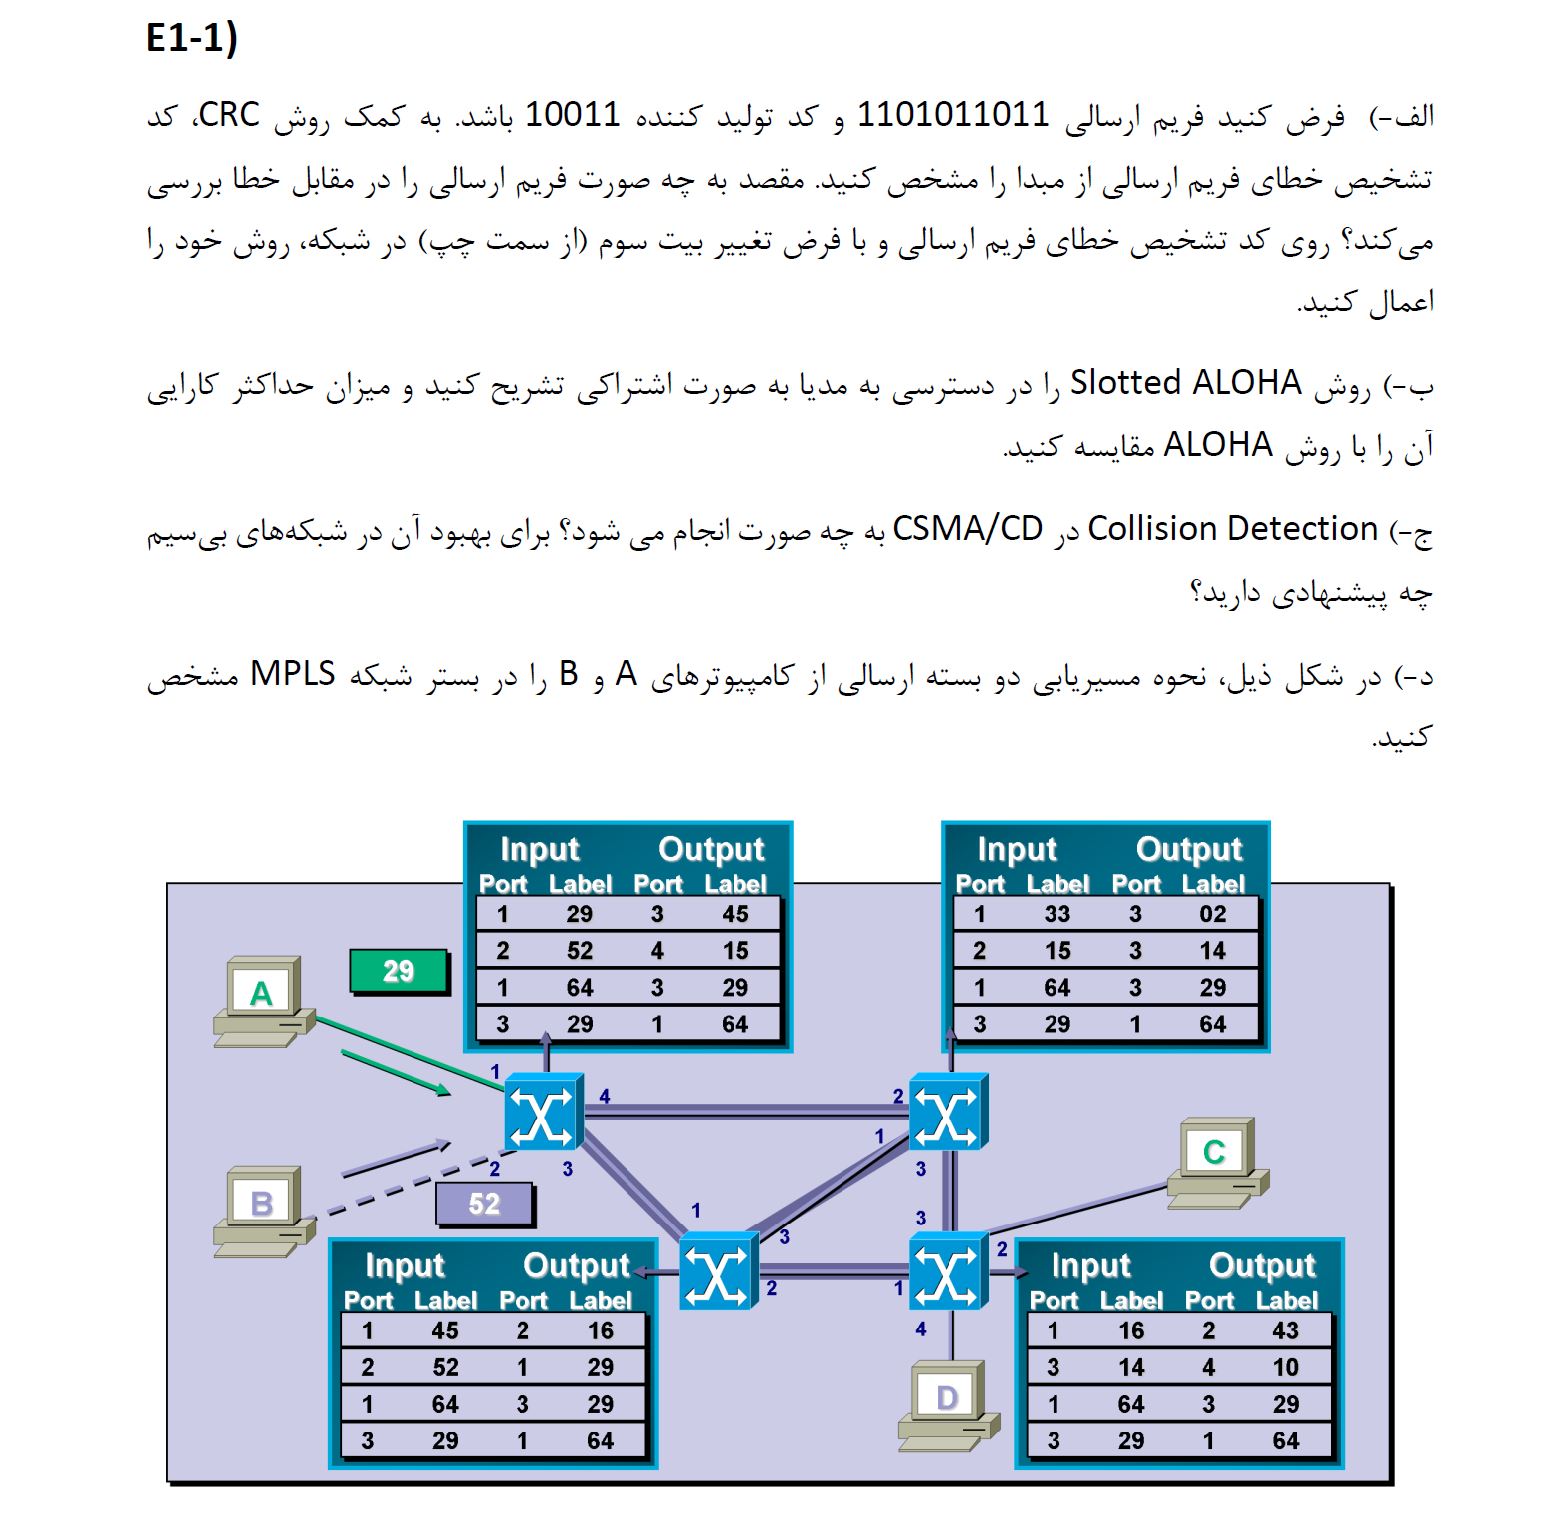 E1-1)
الف-) فرض کنید فریم ارسالی 1101011011 و کد تولید کننده 10011 باشد. به کمک روش CRC، کد
تشخیص خطای فریم ارسالی از مبدا را مشخص کنید. مقصد به چه صورت فریم ارسالی را در مقابل خطا بررسی
می‌کند؟ روی کد تشخیص خطای فریم ارسالی و با فرض تغییر بیت سوم (از سمت چپ) در شبکه، روش خود را
اعمال کنید.
ب-) روش Slotted ALOHA را در دسترسی به مدیا به صورت اشتراکی تشریح کنید و میزان حداکثر کارایی
آن را با روش ALOHA مقایسه کنید.
ج-) Collision Detection در CSMA/CD به چه صورت انجام می شود؟ برای بهبود آن در شبکه‌های بی‌سیم
چه پیشنهادی دارید؟
د-) در شکل ذیل، نحوه مسیریابی دو بسته ارسالی از کامپیوترهای A و B را در بستر شبکه MPLS مشخص
کنید.
Input Output
Port Label Port Label
1 29 3 45
2 52 4 15
1 64 3 29
3 29 1 64
Input Output
Port Label Port Label
1 33 3 02
2 15 3 14
1 64 3 29
3 29 1 64
A
29
1
4
2
1
2
3
3
C
B
52
1
3
3
2
2
1
4
D
Input Output
Port Label Port Label
1 45 2 16
2 52 1 29
1 64 3 29
3 29 1 64
Input Output
Port Label Port Label
1 16 2 43
3 14 4 10
1 64 3 29
3 29 1 64